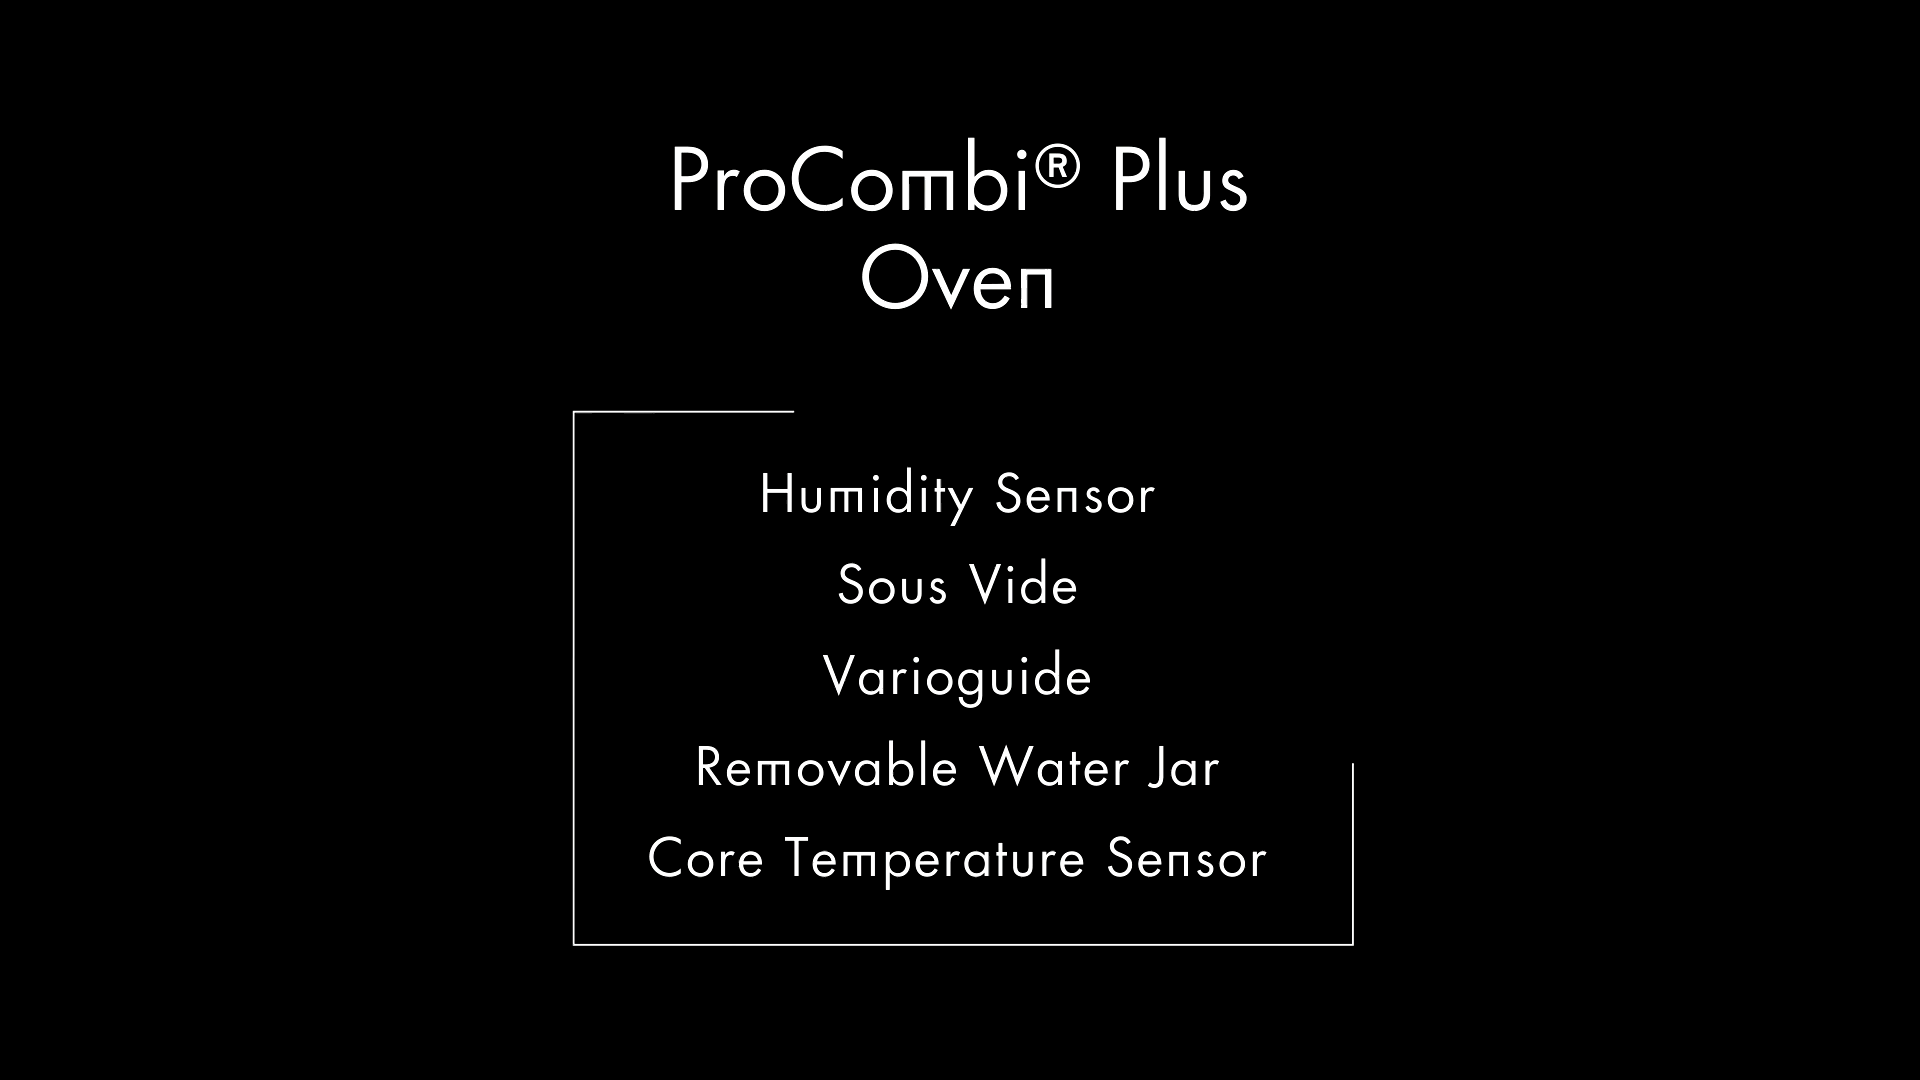 ProCombi® Plus
Oven
Humidity Sensor
Sous Vide
Varioguide
Removable Water Jar
Core Temperature Sensor